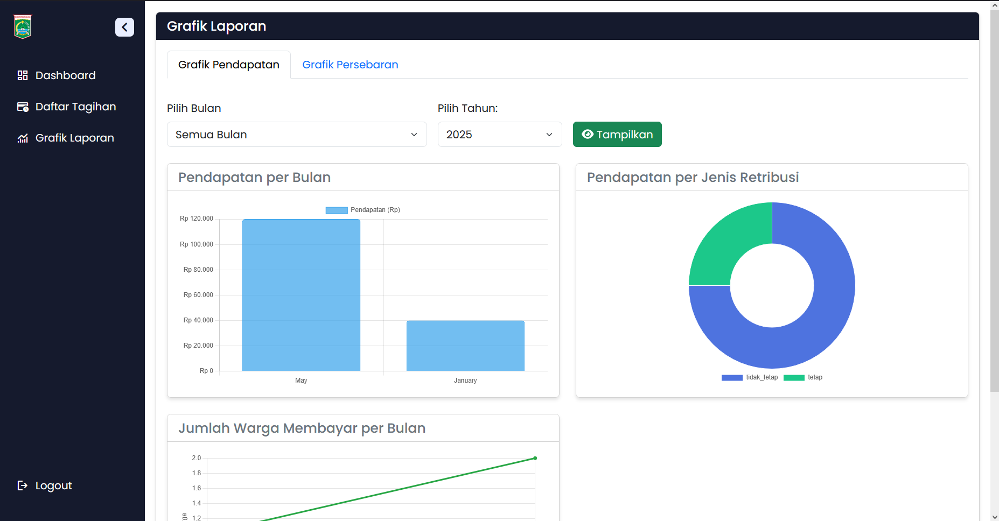 Grafik Laporan
Dashboard
Daftar Tagihan
Grafik Laporan
Logout
Grafik Pendapatan
Grafik Persebaran
Pilih Bulan
Pilih Tahun:
Semua Bulan
2025
Tampilkan
Pendapatan per Bulan
Pendapatan (Rp)
Rp 120.000
Rp 100.000
Rp 80.000
Rp 60.000
Rp 40.000
Rp 20.000
Rp 0
May
January
Pendapatan per Jenis Retribusi
tidak_tetap
tetap
Jumlah Warga Membayar per Bulan
2.0
1.8
1.6
1.4
1.2